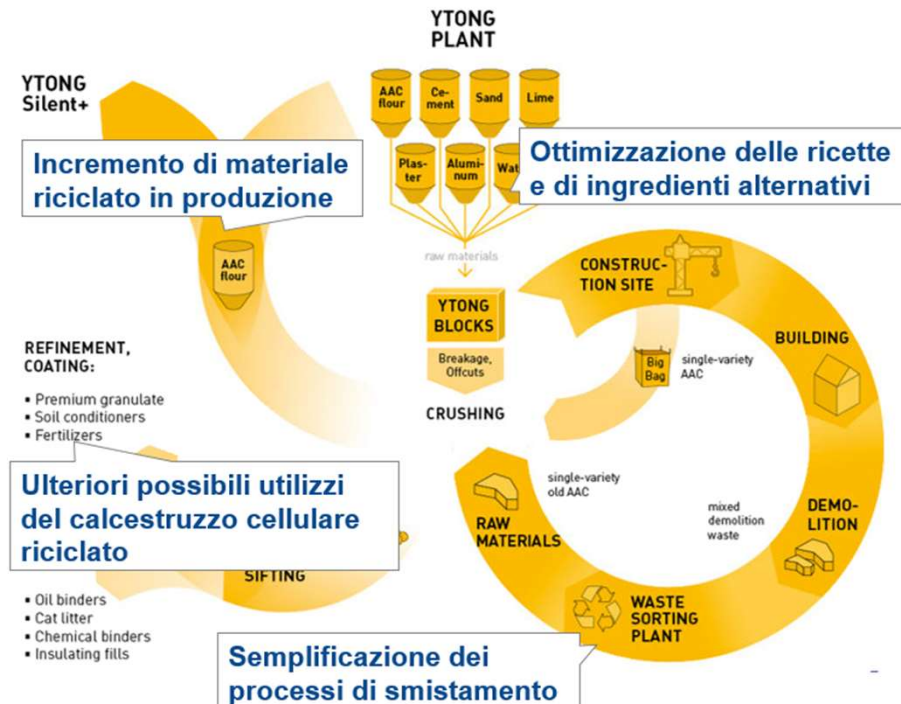 YTONG
PLANT
YTONG
Silent+
AAC
flour
Ce-
ment
Sand
Lime
Plas-
ter
Alumi-
num
Incremento di materiale
riciclato in produzione
Ottimizzazione delle ricette
e di ingredienti alternativi
raw materials
AAC
flour
CONSTRUC-
TION SITE
YTONG
BLOCKS
BUILDING
REFINEMENT,
COATING:
Breakage,
Offcuts
Big
Bag
single-variety
AAC
▪ Premium granulate
▪ Soil conditioners
▪ Fertilizers
CRUSHING
Ulteriori possibili utilizzi
del calcestruzzo cellulare
riciclato
single-variety
old AAC
RAW
MATERIALS
mixed
demolition
waste
DEMO-
LITION
SIFTING
▪ Oil binders
▪ Cat litter
▪ Chemical binders
▪ Insulating fills
WASTE
SORTING
PLANT
Semplificazione dei
processi di smistamento